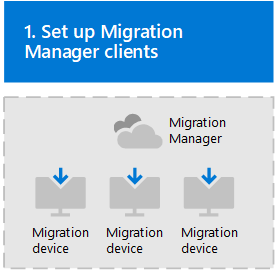 1. Set up Migration
Manager clients
Migration
Manager
Migration
device
Migration
device
Migration
device